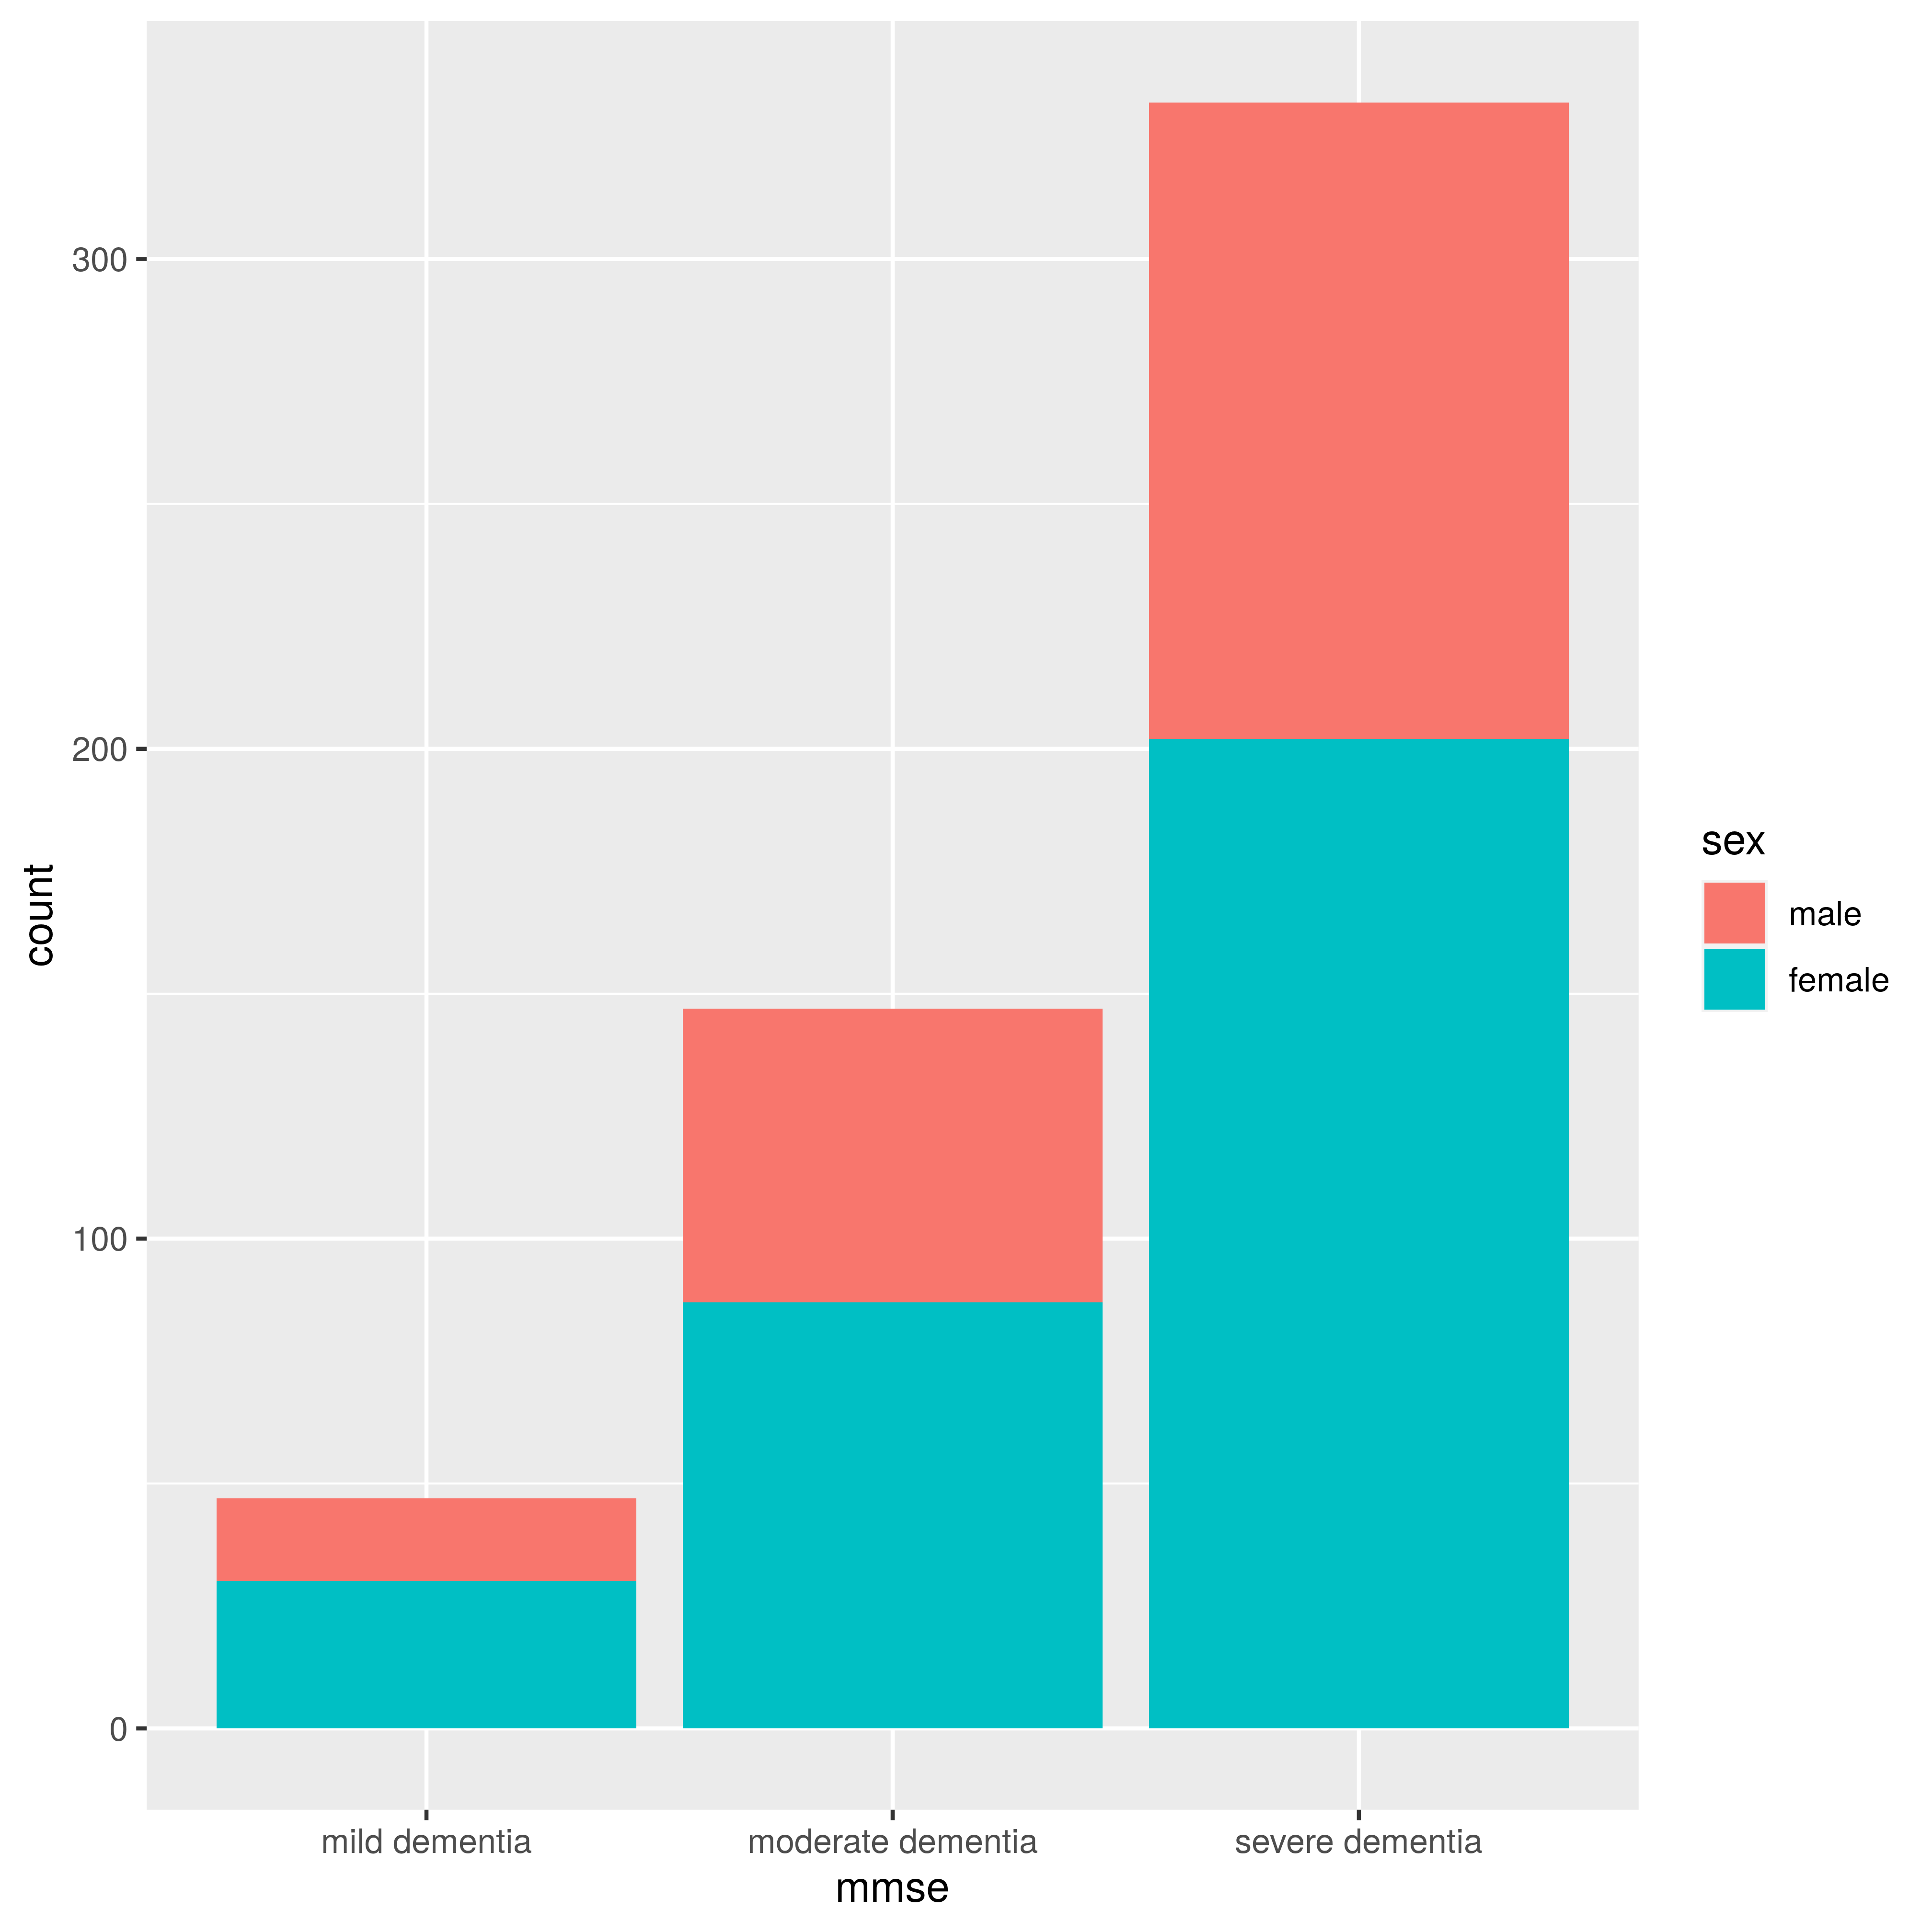 count
300
200
100
0
mild dementia moderate dementia severe dementia
mmse
sex
male
female